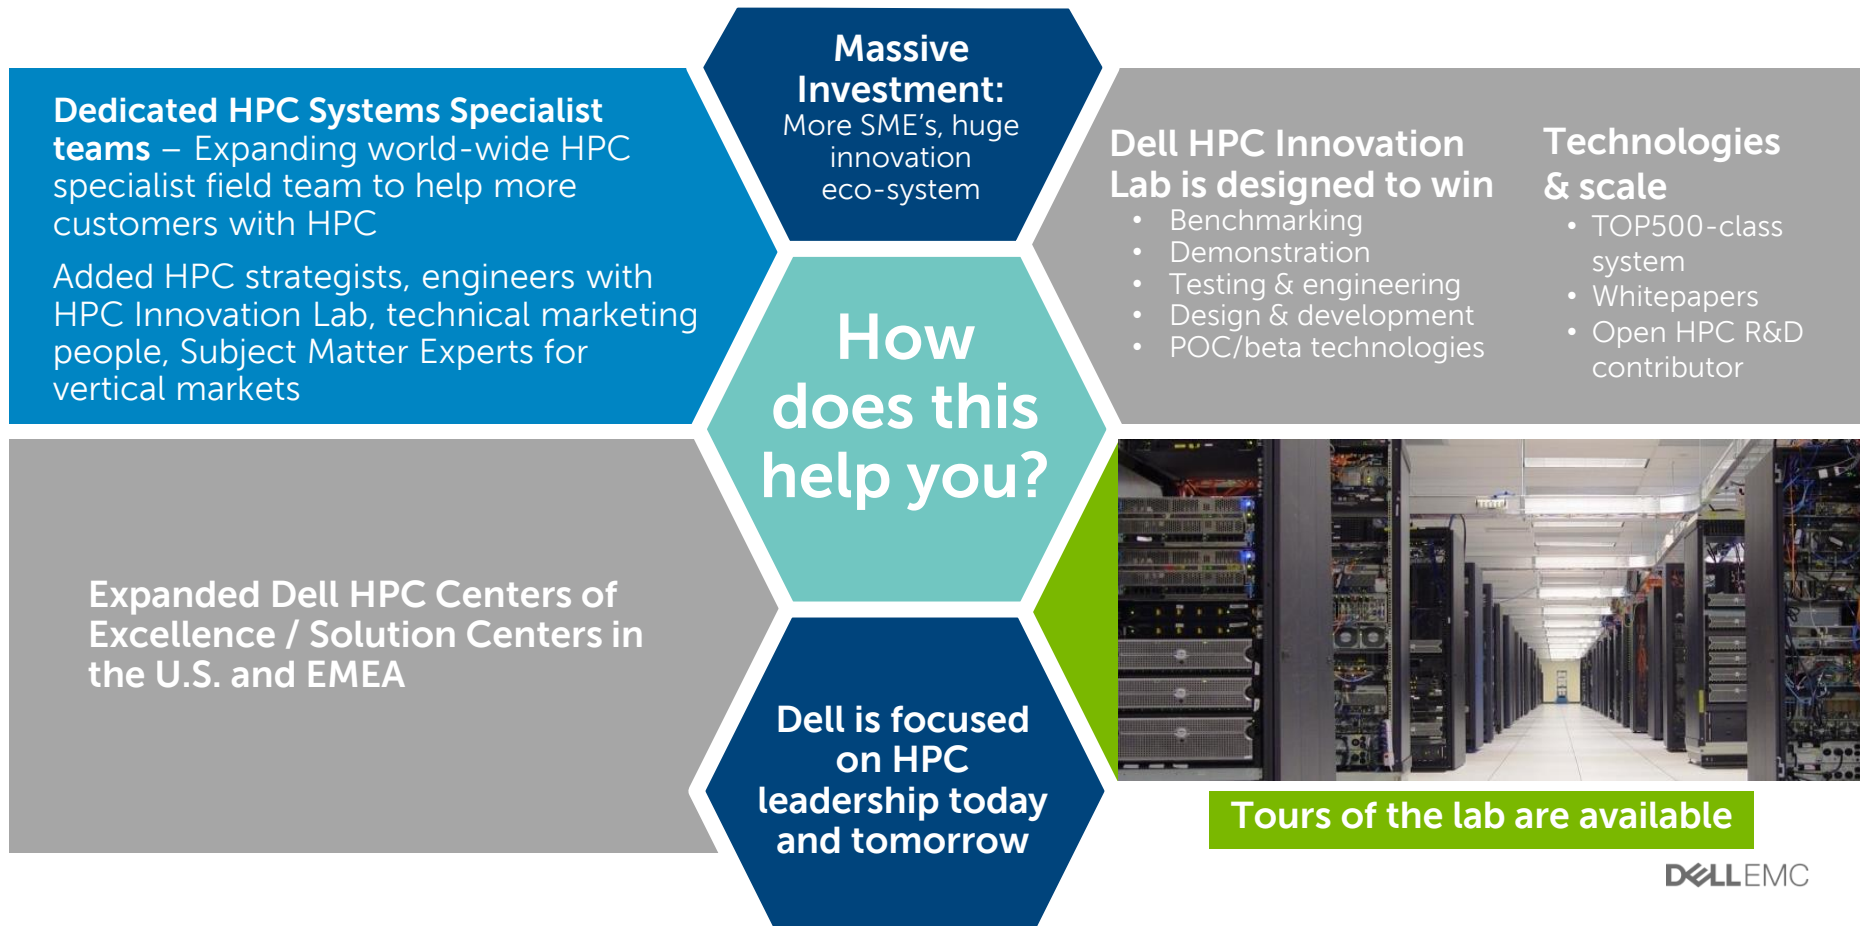 Massive
Investment:
More SME's, huge
innovation
eco-system
Dedicated HPC Systems Specialist
teams – Expanding world-wide HPC
specialist field team to help more
customers with HPC
Added HPC strategists, engineers with
HPC Innovation Lab, technical marketing
people, Subject Matter Experts for
vertical markets
How
does this
help you?
Dell HPC Innovation
Lab is designed to win
• Benchmarking
• Demonstration
• Testing & engineering
• Design & development
• POC/beta technologies
Technologies
& scale
• TOP500-class
system
• Whitepapers
• Open HPC R&D
contributor
Expanded Dell HPC Centers of
Excellence / Solution Centers in
the U.S. and EMEA
Dell is focused
on HPC
leadership today
and tomorrow
Tours of the lab are available
DELL EMC